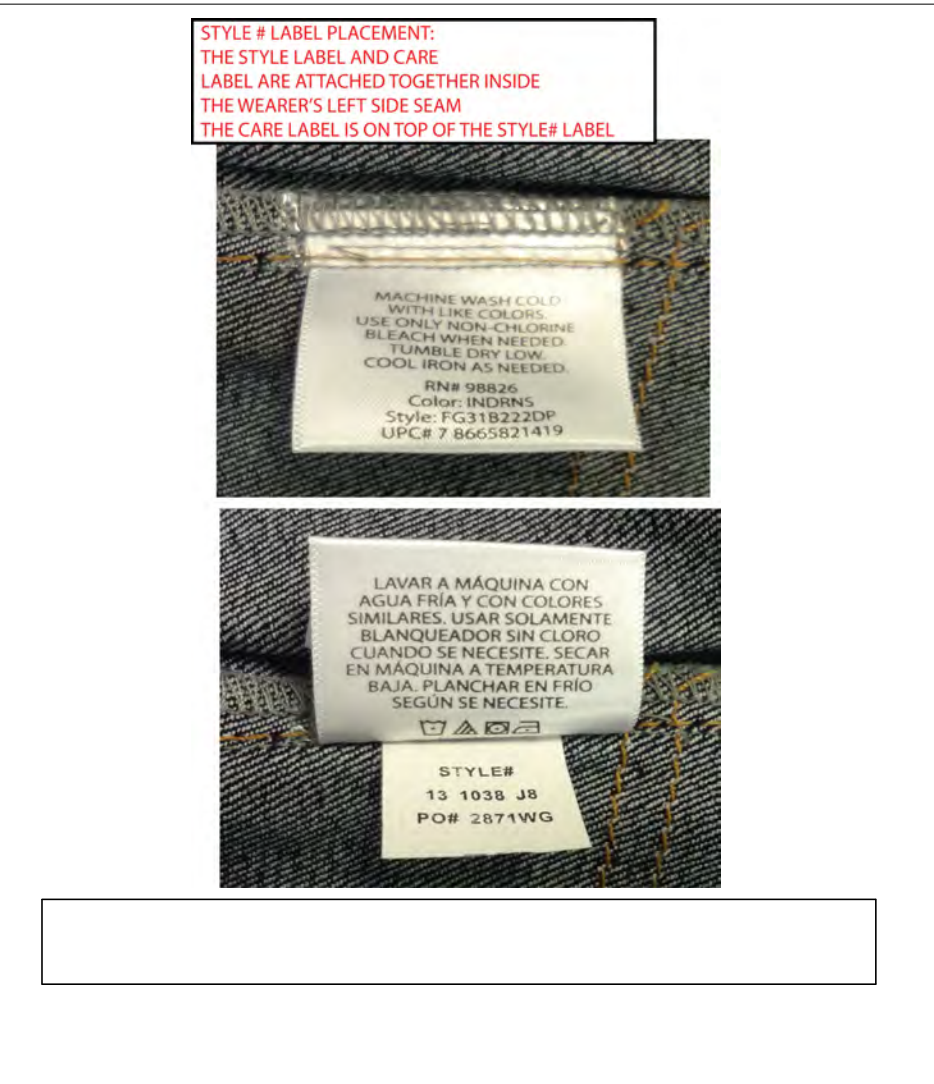 STYLE # LABEL PLACEMENT:
THE STYLE LABEL AND CARE
LABEL ARE ATTACHED TOGETHER INSIDE
THE WEARER'S LEFT SIDE SEAM
THE CARE LABEL IS ON TOP OF THE STYLE# LABEL
MACHINE WASH COLD
WITH LIKE COLORS.
USE ONLY NON-CHLORINE
BLEACH WHEN NEEDED.
TUMBLE DRY LOW.
COOL IRON AS NEEDED.
RN# 98826
Color: INDRNS
Style: FG31B222DP
UPC# 7 8665821419
LAVAR A MÁQUINA CON
AGUA FRÍA Y CON COLORES
SIMILARES. USAR SOLAMENTE
BLANQUEADOR SIN CLORO
CUANDO SE NECESITE. SECAR
EN MÁQUINA A TEMPERATURA
BAJA. PLANCHAR EN FRÍO
SEGÚN SE NECESITE.
STYLE#
13 1038 J8
PO# 2871WG